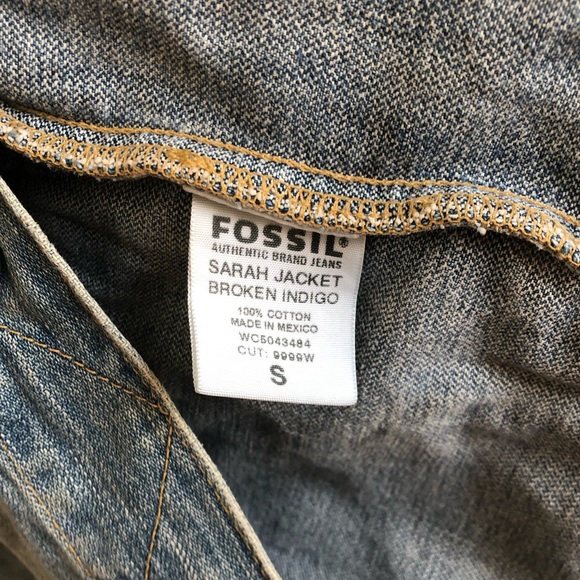 FOSSIL®
AUTHENTIC BRAND JEANS
SARAH JACKET
BROKEN INDIGO
100% COTTON
MADE IN MEXICO
WC5043484
CUT: 9999W
S